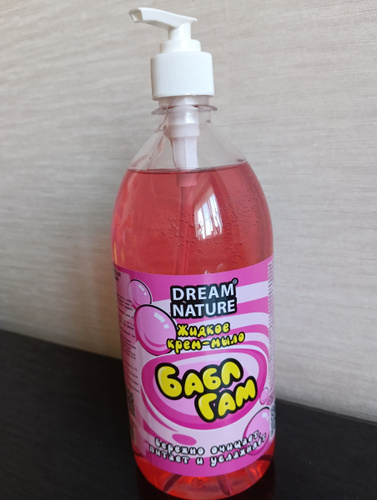 DREAM
NATURE®
Жидкое
крем-мыло
БАБЛ
ГАМ
Бережно очищает,
питает и увлажняет